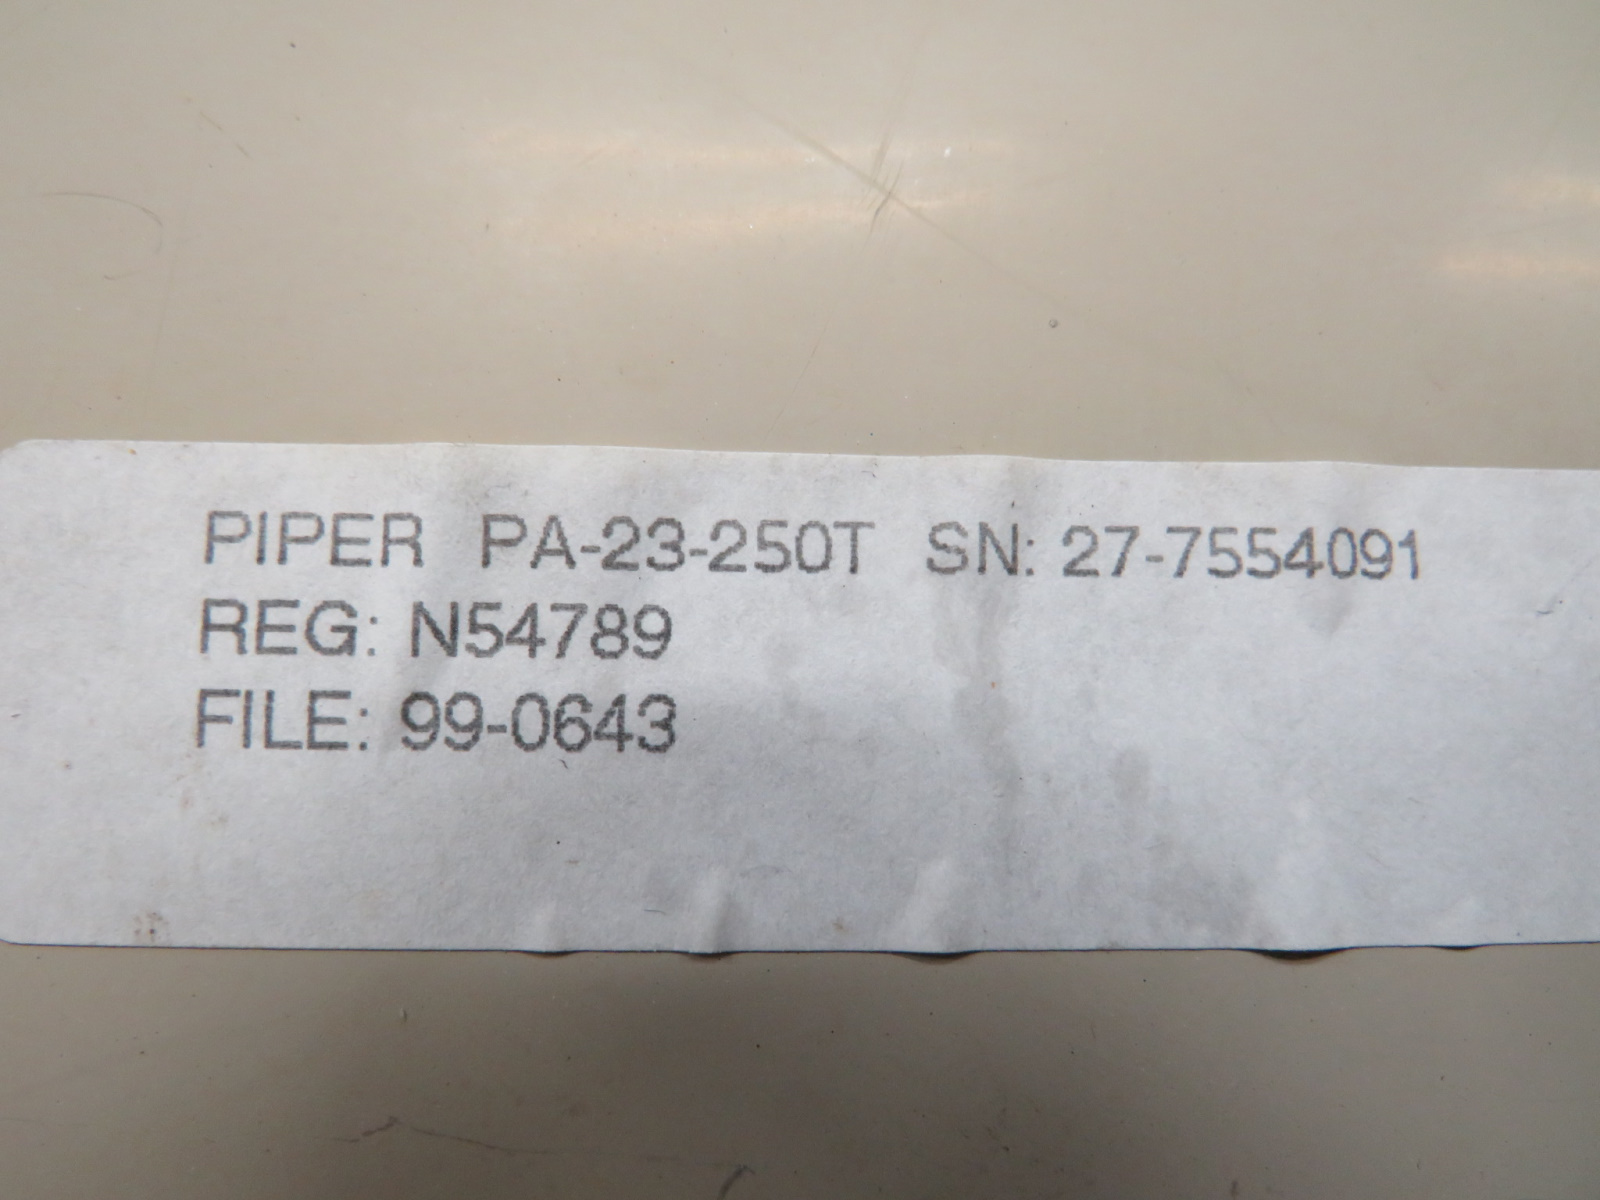 PIPER PA-23-250T SN: 27-7554091
REG: N54789
FILE: 99-0643